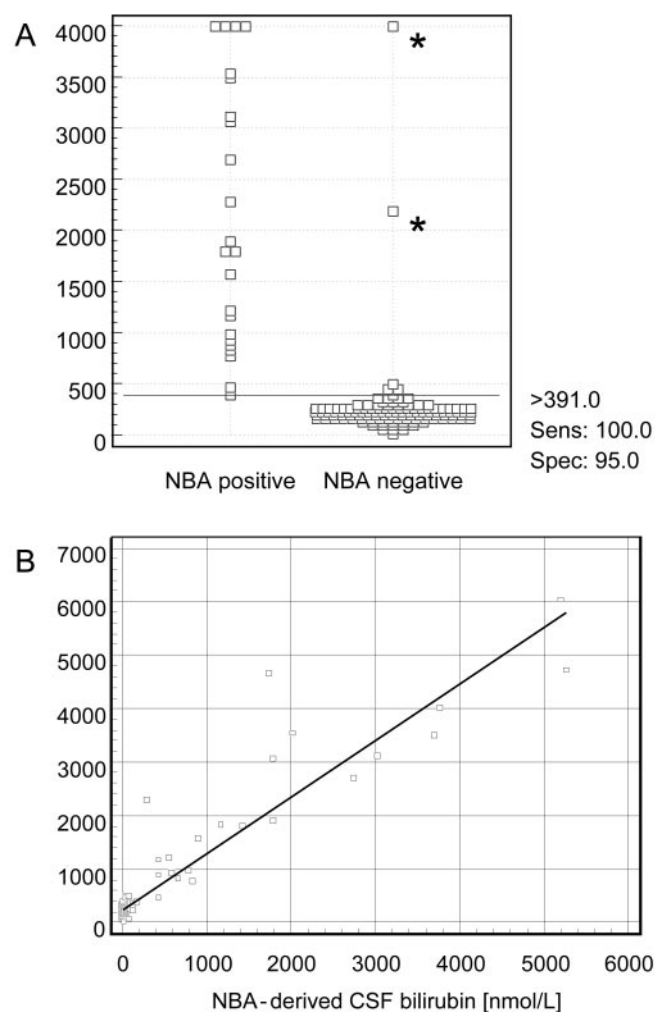 A
4000
3500
3000
2500
2000
1500
1000
500
0
*
*
>391.0
Sens: 100.0
Spec: 95.0
NBA positive NBA negative
B
7000
6000
5000
4000
3000
2000
1000
0
0 1000 2000 3000 4000 5000 6000
NBA-derived CSF bilirubin [nmol/L]